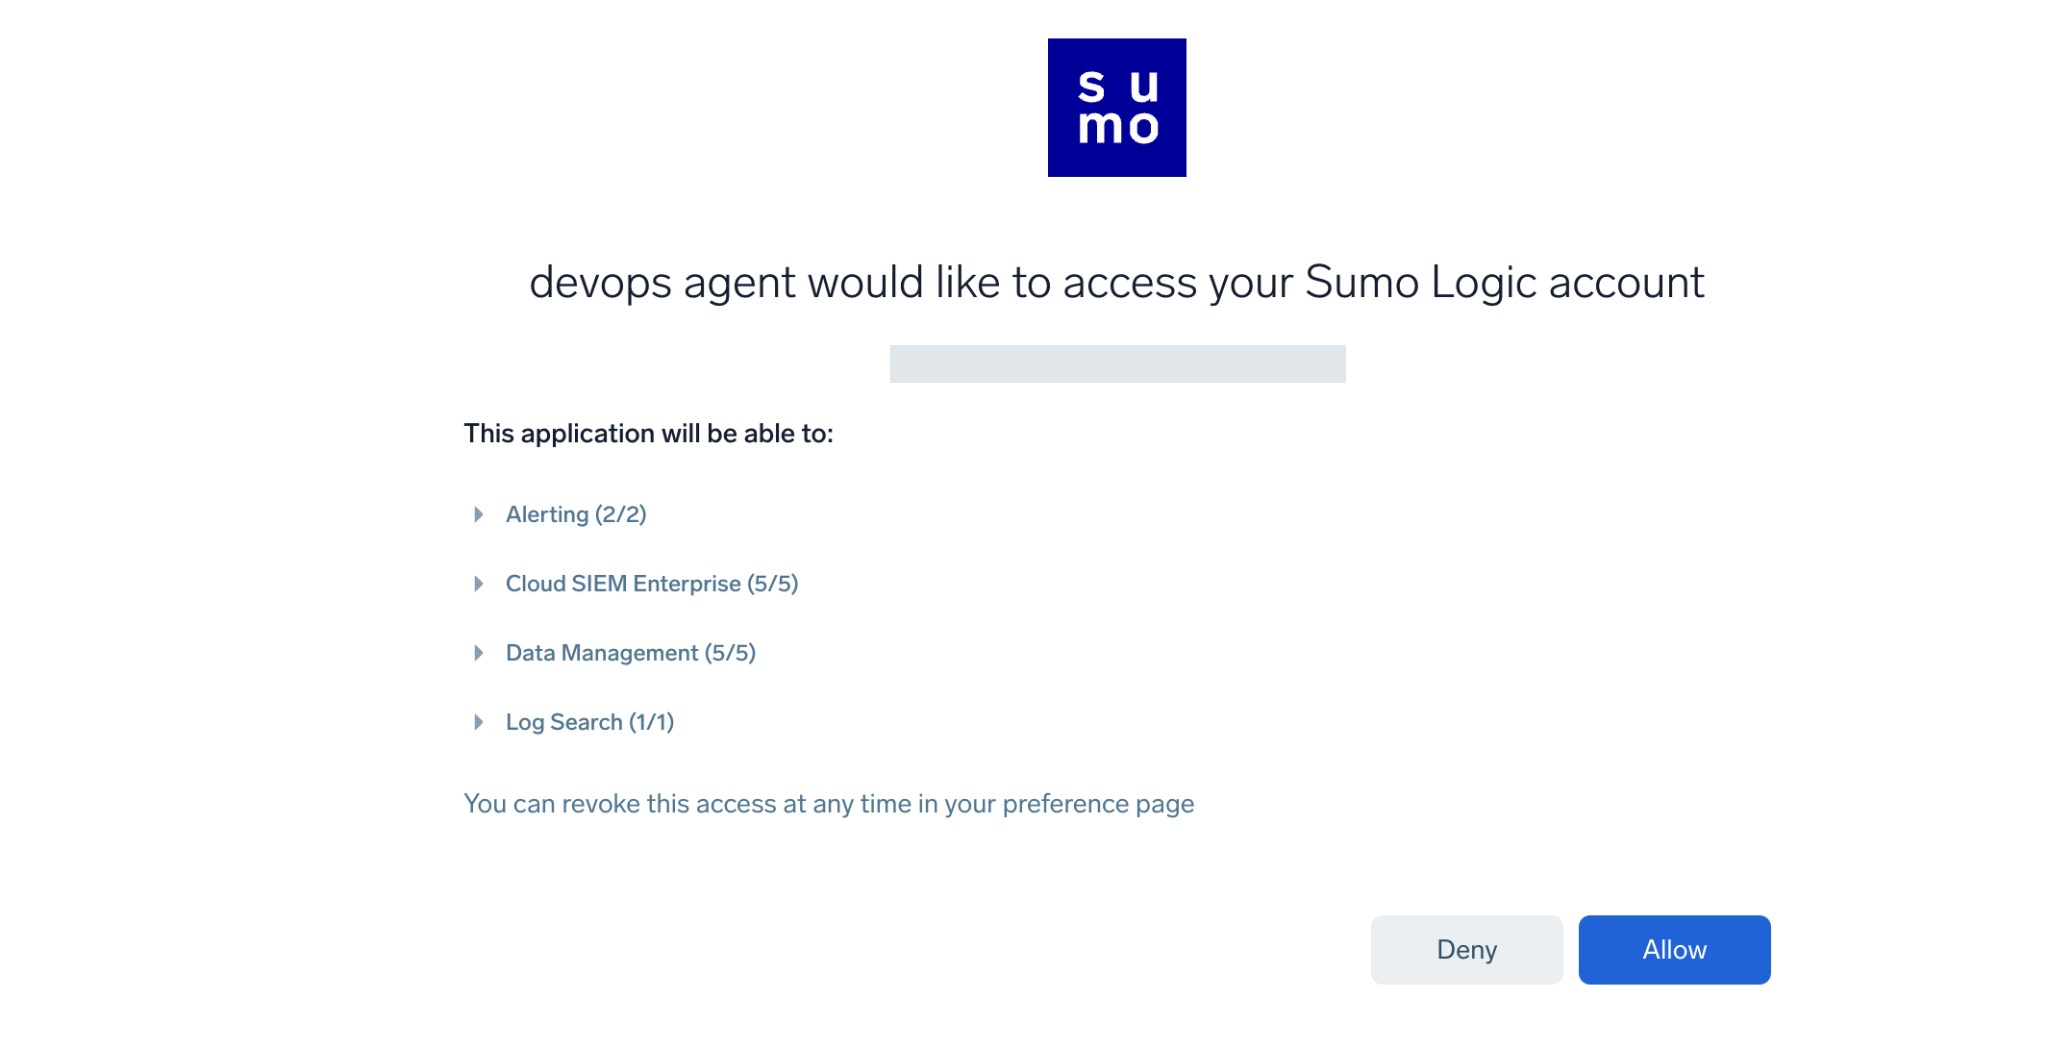 su
mo
devops agent would like to access your Sumo Logic account
This application will be able to:
Alerting (2/2)
Cloud SIEM Enterprise (5/5)
Data Management (5/5)
Log Search (1/1)
You can revoke this access at any time in your preference page
Deny
Allow